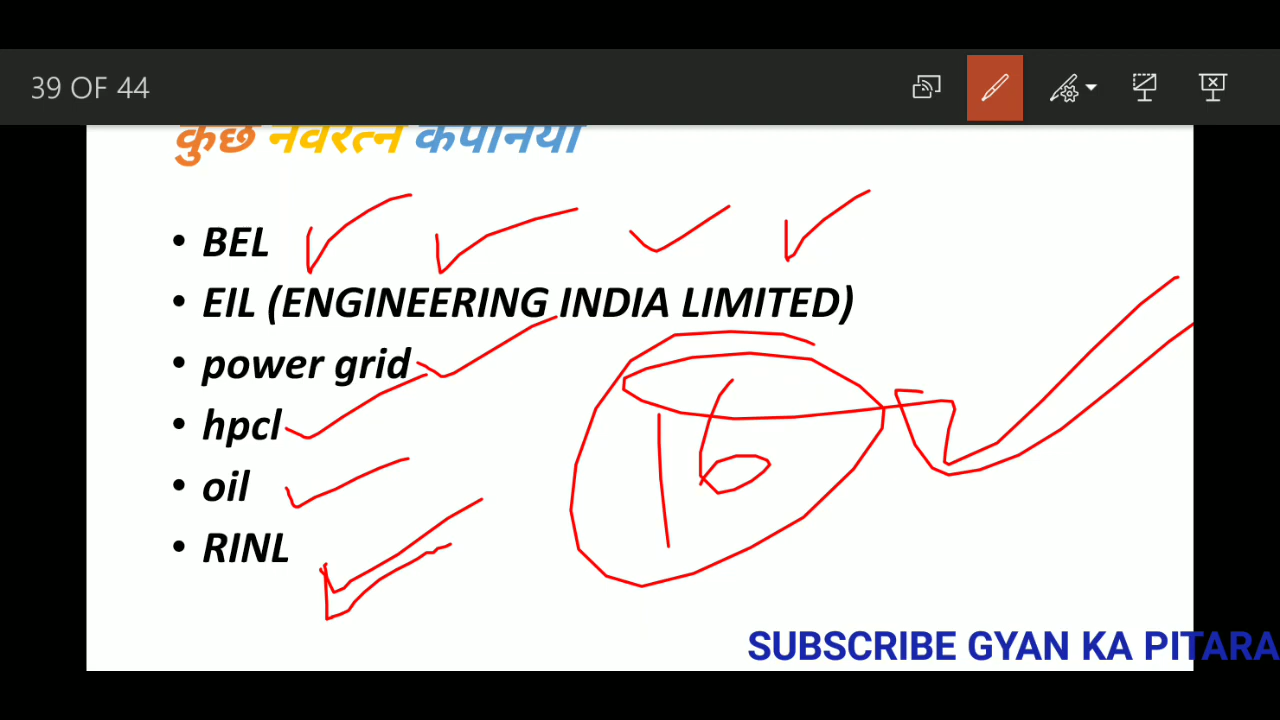 39 OF 44
कुछ नवरत्न कंपनियां
• BEL
• EIL (ENGINEERING INDIA LIMITED)
• power grid
• hpcl
16
• oil
• RINL
SUBSCRIBE GYAN KA PITARA